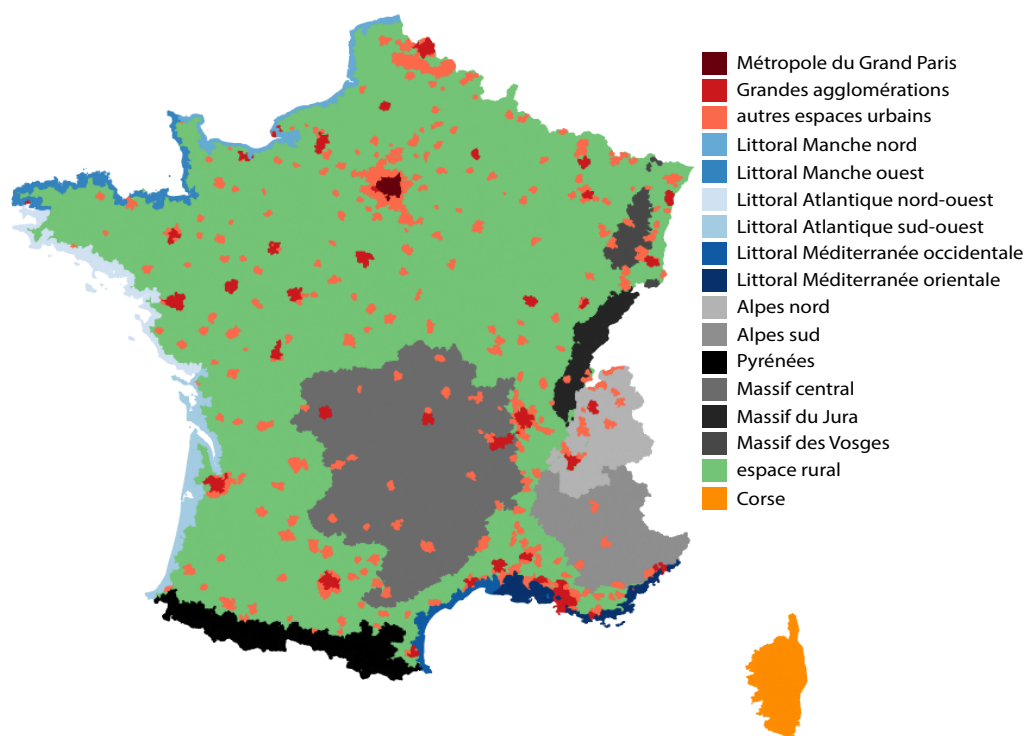 Métropole du Grand Paris
Grandes agglomérations
autres espaces urbains
Littoral Manche nord
Littoral Manche ouest
Littoral Atlantique nord-ouest
Littoral Atlantique sud-ouest
Littoral Méditerranée occidentale
Littoral Méditerranée orientale
Alpes nord
Alpes sud
Pyrénées
Massif central
Massif du Jura
Massif des Vosges
espace rural
Corse